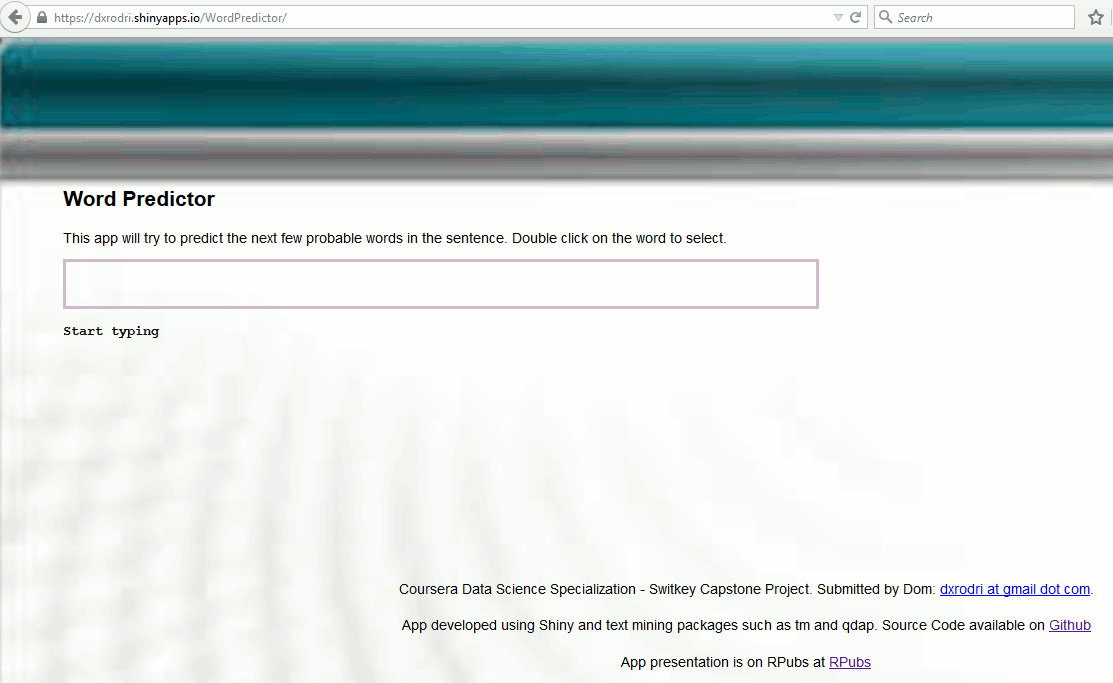 https://dxrodri.shinyapps.io/WordPredictor/
Search
Word Predictor
This app will try to predict the next few probable words in the sentence. Double click on the word to select.
Start typing
Coursera Data Science Specialization - Switkey Capstone Project. Submitted by Dom: dxrodri at gmail dot com.
App developed using Shiny and text mining packages such as tm and qdap. Source Code available on Github
App presentation is on RPubs at RPubs